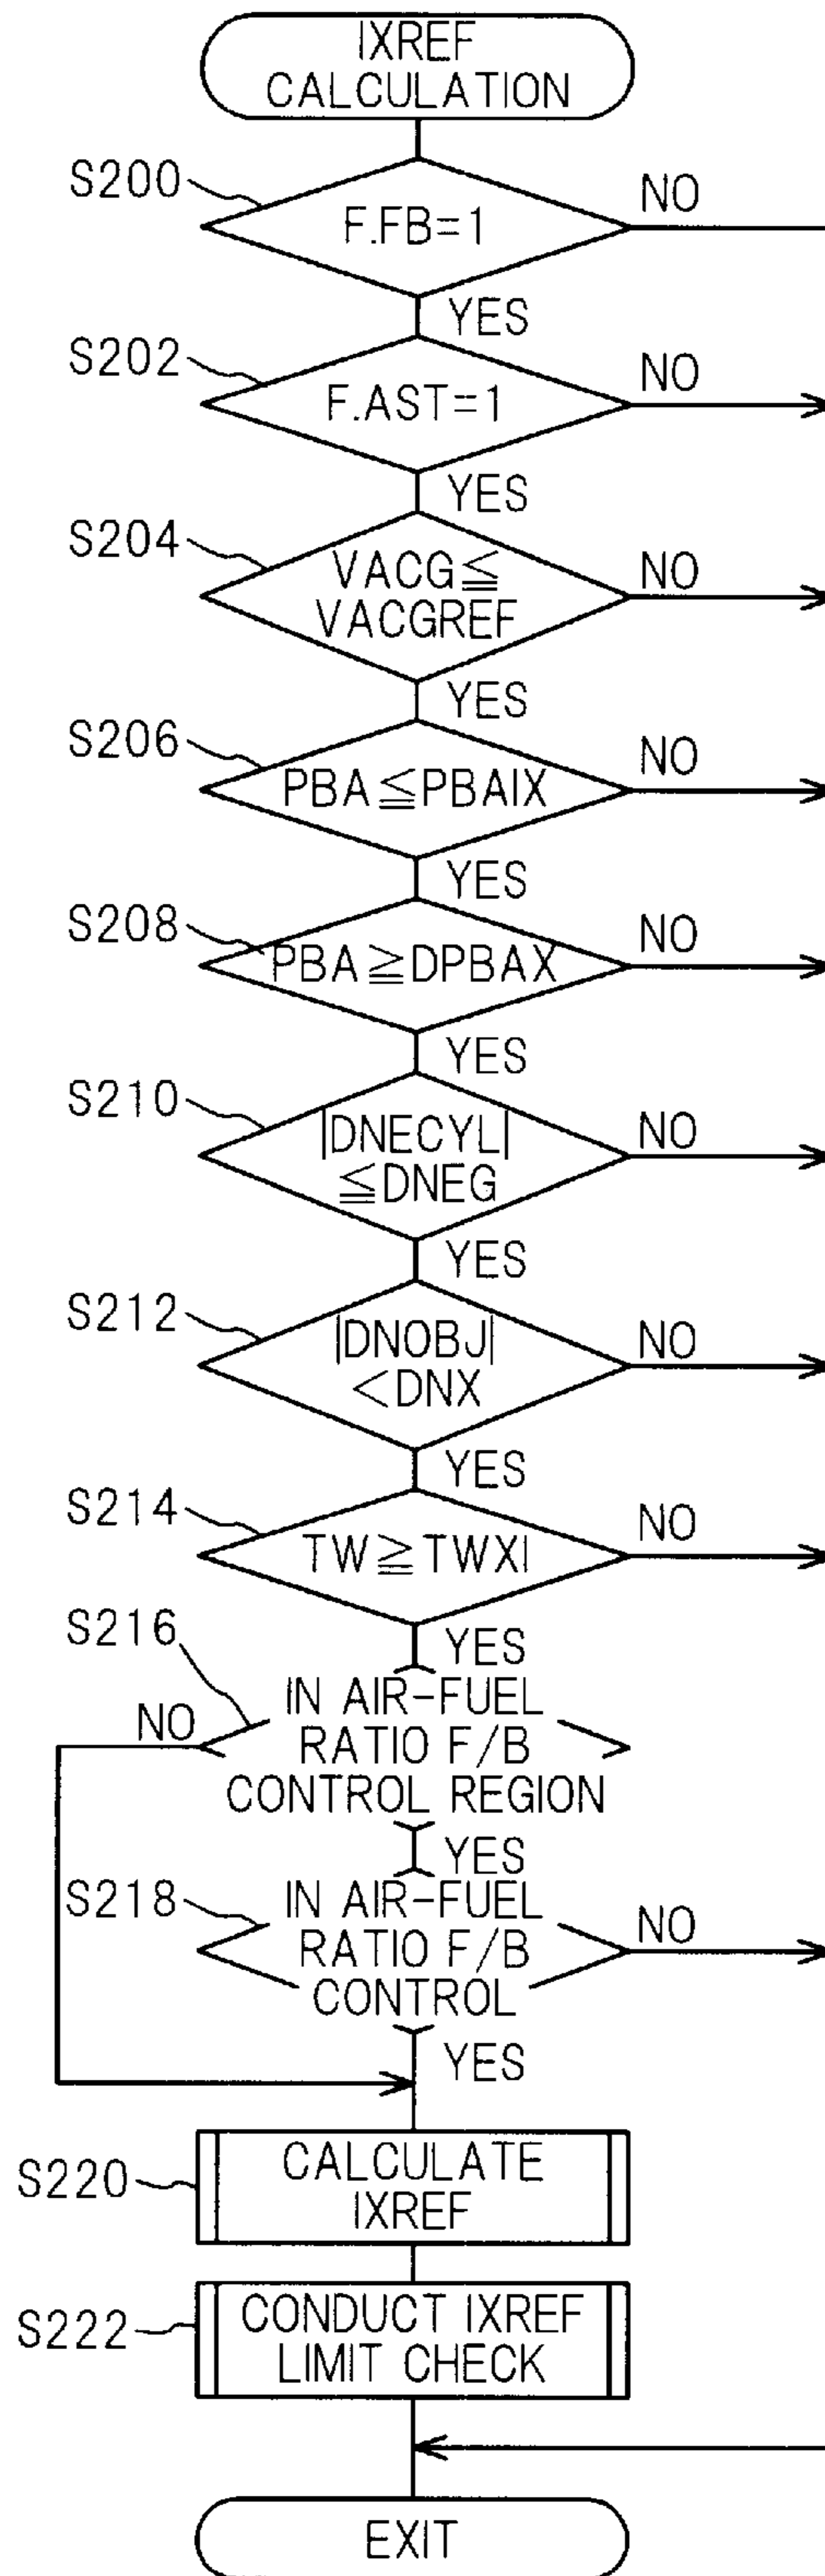 IXREF
CALCULATION
S200
F.FB=1
NO
YES
S202
F.AST=1
NO
YES
S204
VACG≦
VACGREF
NO
YES
S206
PBA≦PBAIX
NO
YES
S208
PBA≧DPBAX
NO
YES
S210
|DNECYL|
≦DNEG
NO
YES
S212
|DNOBJ|
<DNX
NO
YES
S214
TW≧TWXI
NO
YES
S216
IN AIR-FUEL
RATIO F/B
CONTROL REGION
NO
YES
S218
IN AIR-FUEL
RATIO F/B
CONTROL
NO
YES
S220
CALCULATE
IXREF
S222
CONDUCT IXREF
LIMIT CHECK
EXIT